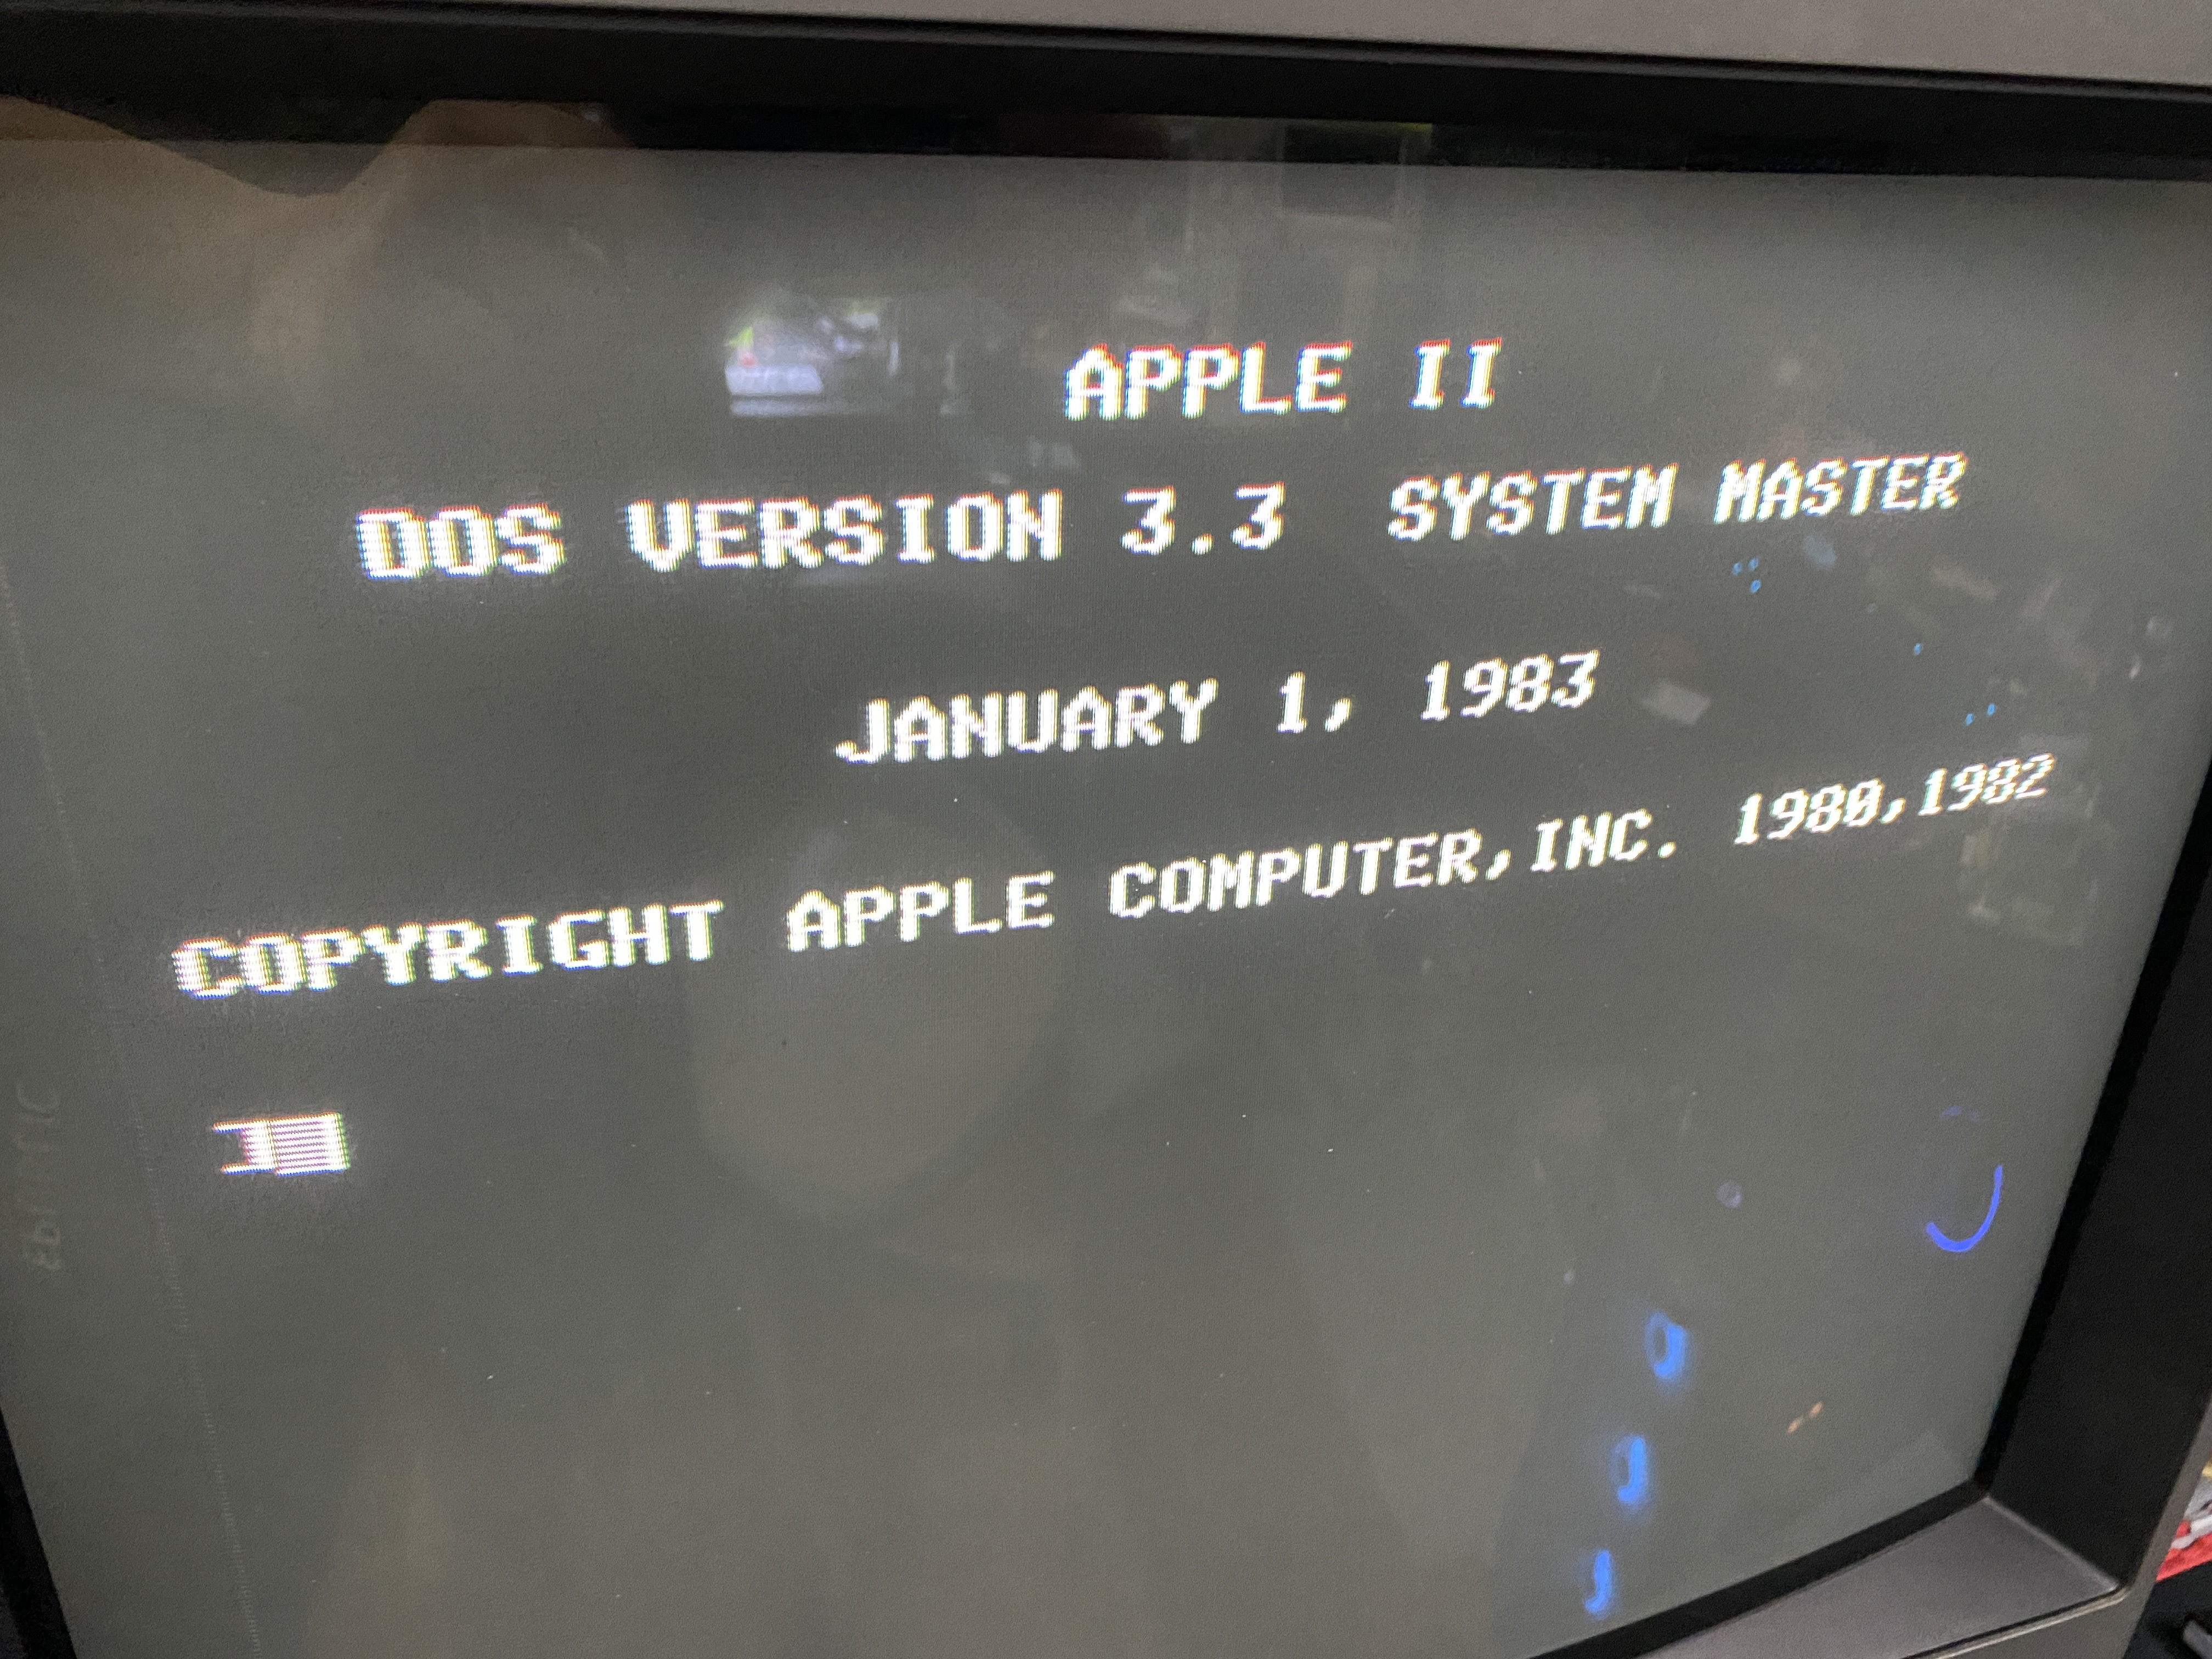 APPLE II
DOS VERSION 3.3 SYSTEM MASTER
JANUARY 1, 1983
COPYRIGHT APPLE COMPUTER,INC. 1980,1982
]